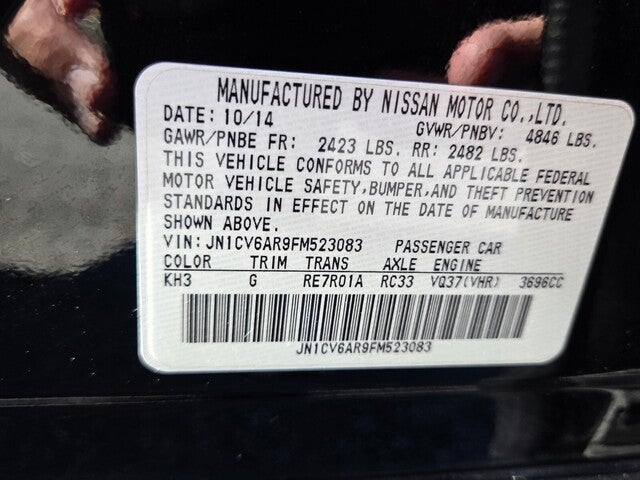 MANUFACTURED BY NISSAN MOTOR CO.,LTD.
DATE: 10/14 GVWR/PNBV: 4846 LBS.
GAWR/PNBE FR: 2423 LBS. RR: 2482 LBS.
THIS VEHICLE CONFORMS TO ALL APPLICABLE FEDERAL
MOTOR VEHICLE SAFETY,BUMPER,AND THEFT PREVENTION
STANDARDS IN EFFECT ON THE DATE OF MANUFACTURE
SHOWN ABOVE.
VIN: JN1CV6AR9FM523083 PASSENGER CAR
COLOR TRIM TRANS AXLE ENGINE
KH3 G RE7R01A RC33 VQ37(VHR) 3696CC
JN1CV6AR9FM523083